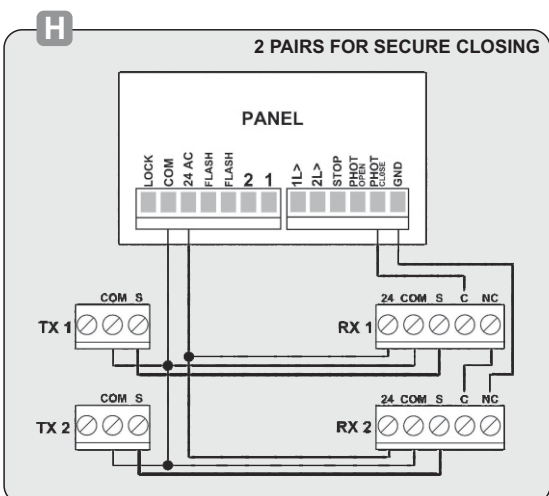 H
2 PAIRS FOR SECURE CLOSING
PANEL
LOCK COM 24 AC FLASH FLASH 2 1 1L> 2L> STOP PHOT OPEN PHOT CLOSE GND
COM S
24 COM S C NC
TX 1
RX 1
COM S
24 COM S C NC
TX 2
RX 2